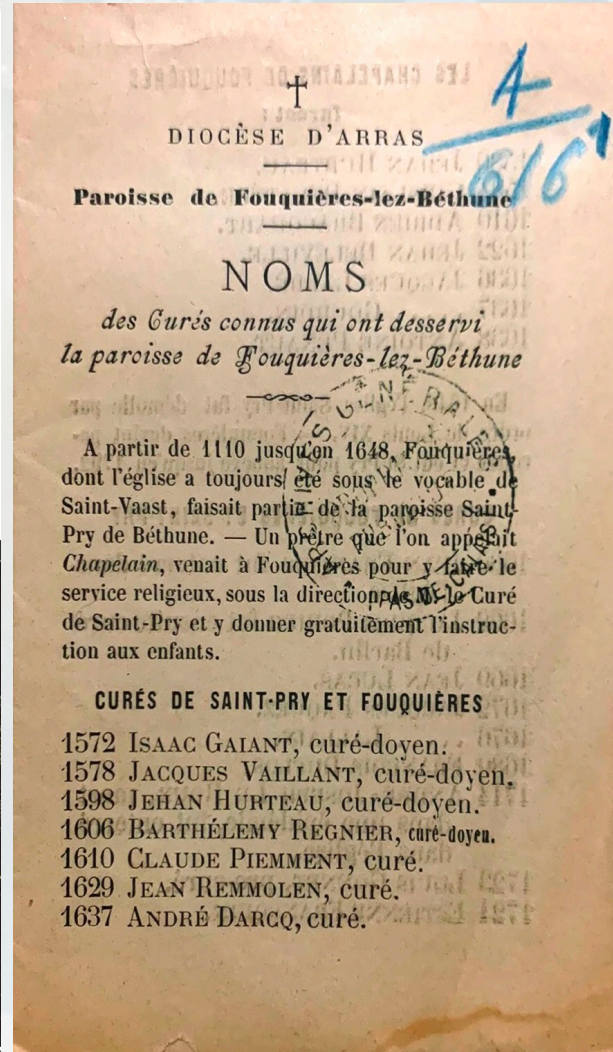 4
616¹
DIOCÈSE D'ARRAS
Paroisse de Fouquières-lez-Béthune
NOMS
des Curés connus qui ont desservi
la paroisse de Fouquières-lez-Béthune
A partir de 1110 jusqu'en 1648, Fouquières,
dont l'église a toujours été sous le vocable de
Saint-Vaast, faisait partie de la paroisse Saint-
Pry de Béthune. — Un prêtre que l'on appelait
Chapelain, venait à Fouquières pour y faire le
service religieux, sous la direction de M. le Curé
de Saint-Pry et y donner gratuitement l'instruc-
tion aux enfants.
CURÉS DE SAINT-PRY ET FOUQUIÈRES
1572 ISAAC GAIANT, curé-doyen.
1578 JACQUES VAILLANT, curé-doyen.
1598 JEHAN HURTEAU, curé-doyen.
1606 BARTHÉLEMY REGNIER, curé-doyen.
1610 CLAUDE PIEMMENT, curé.
1629 JEAN REMMOLEN, curé.
1637 ANDRÉ DARCQ, curé.